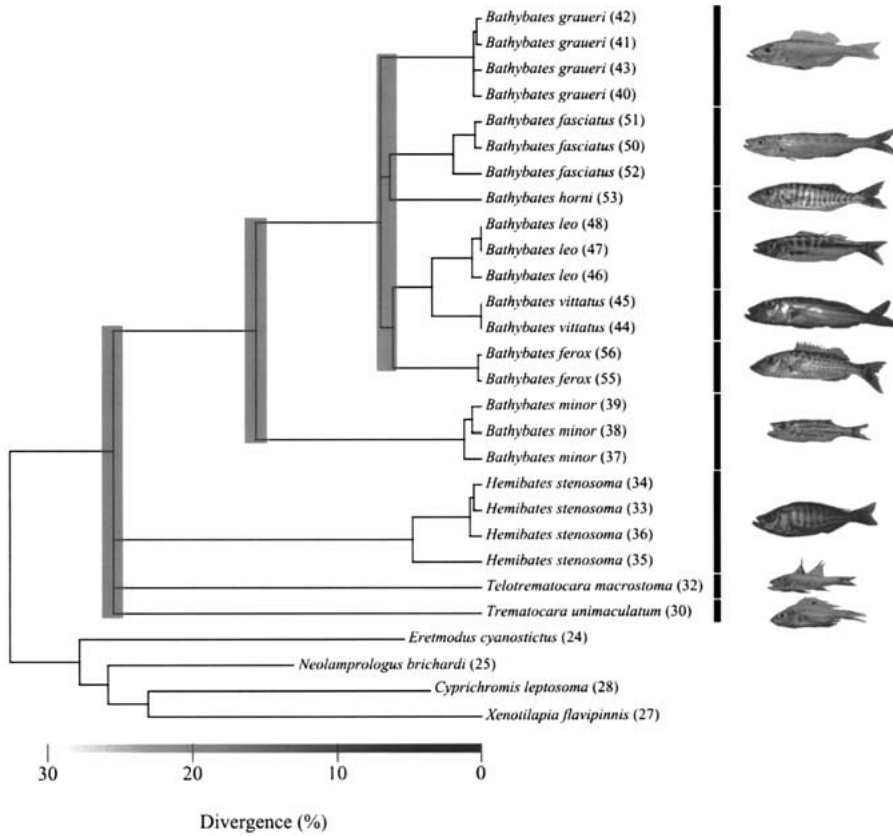 Bathybates graueri (42)
Bathybates graueri (41)
Bathybates graueri (43)
Bathybates graueri (40)
Bathybates fasciatus (51)
Bathybates fasciatus (50)
Bathybates fasciatus (52)
Bathybates horni (53)
Bathybates leo (48)
Bathybates leo (47)
Bathybates leo (46)
Bathybates vittatus (45)
Bathybates vittatus (44)
Bathybates ferox (56)
Bathybates ferox (55)
Bathybates minor (39)
Bathybates minor (38)
Bathybates minor (37)
Hemibates stenosoma (34)
Hemibates stenosoma (33)
Hemibates stenosoma (36)
Hemibates stenosoma (35)
Telotrematocara macrostoma (32)
Trematocara unimaculatum (30)
Eretmodus cyanostictus (24)
Neolamprologus brichardi (25)
Cyprichromis leptosoma (28)
Xenotilapia flavipinnis (27)
30 20 10 0
Divergence (%)